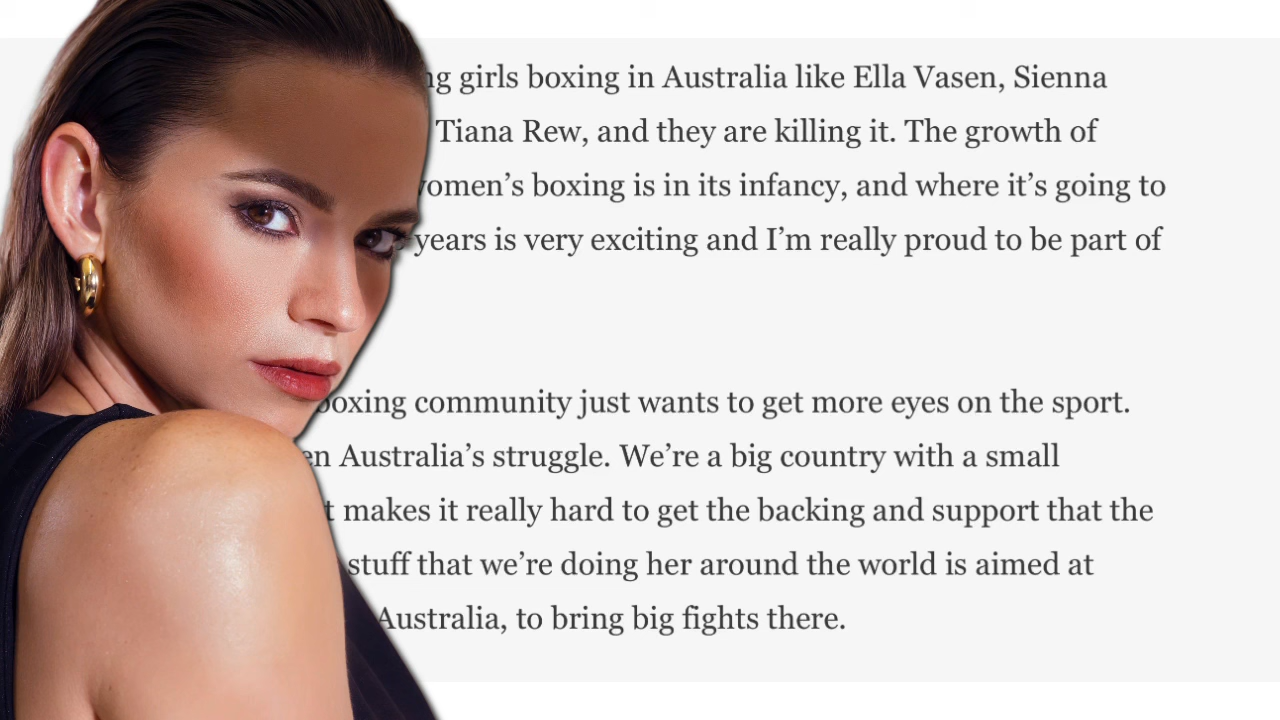 girls boxing in Australia like Ella Vasen, Sienna
Tiana Rew, and they are killing it. The growth of
women’s boxing is in its infancy, and where it’s going to
years is very exciting and I’m really proud to be part of
boxing community just wants to get more eyes on the sport.
Australia’s struggle. We’re a big country with a small
makes it really hard to get the backing and support that the
stuff that we’re doing her around the world is aimed at
Australia, to bring big fights there.